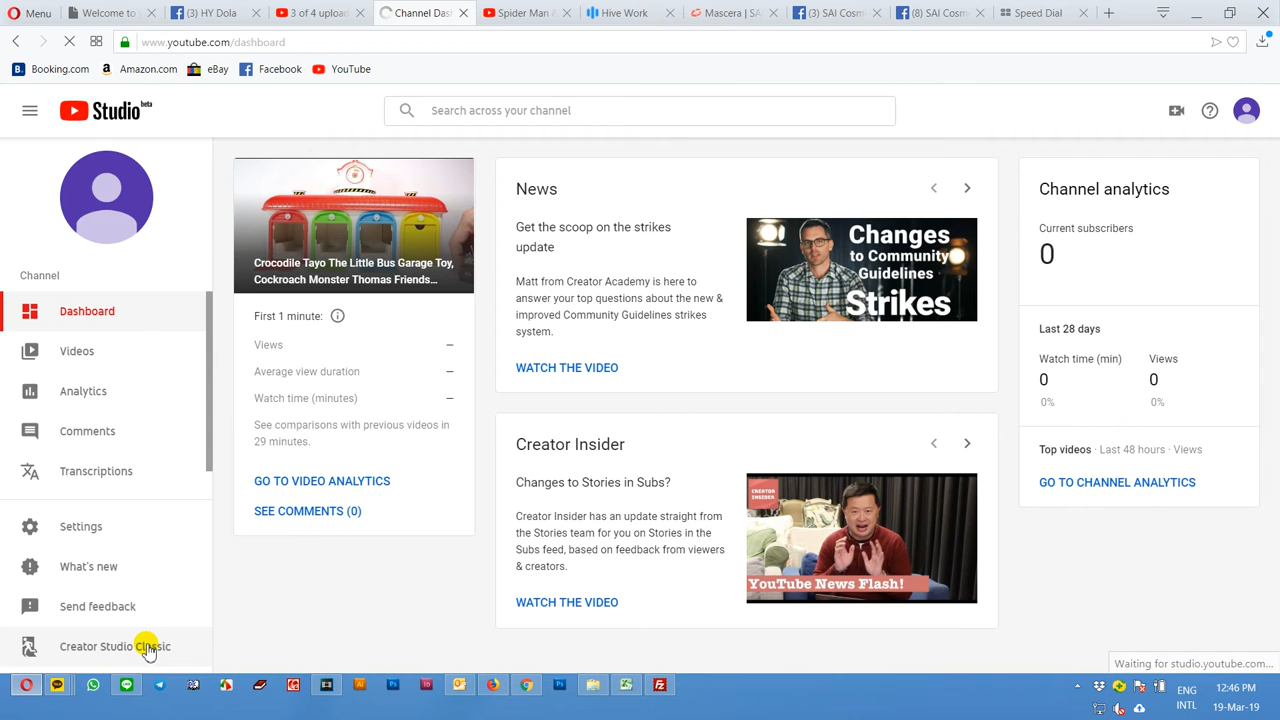 Menu
Welcome to
(3) HY Dola
3 of 4 upload
Channel Das
Spider Man A
Hive Work
Mascera | SA
(3) SAI Cosm
(8) SAI Cosm
Speed Dial
www.youtube.com/dashboard
B.
Booking.com
Amazon.com
eBay
Facebook
YouTube
Studio beta
Search across your channel
Channel
Dashboard
Videos
Analytics
Comments
Transcriptions
Settings
What's new
Send feedback
Creator Studio Classic
Crocodile Tayo The Little Bus Garage Toy,
Cockroach Monster Thomas Friends...
First 1 minute:
Views –
Average view duration –
Watch time (minutes) –
See comparisons with previous videos in
29 minutes.
GO TO VIDEO ANALYTICS
SEE COMMENTS (0)
News
Get the scoop on the strikes
update
Matt from Creator Academy is here to
answer your top questions about the new &
improved Community Guidelines strikes
system.
WATCH THE VIDEO
Changes
to Community
Guidelines
Strikes
Creator Insider
Changes to Stories in Subs?
Creator Insider has an update straight from
the Stories team for you on Stories in the
Subs feed, based on feedback from viewers
& creators.
WATCH THE VIDEO
CREATOR
INSIDER
YouTube News Flash!
Channel analytics
Current subscribers
0
Last 28 days
Watch time (min) Views
0 0
0% 0%
Top videos · Last 48 hours · Views
GO TO CHANNEL ANALYTICS
Waiting for studio.youtube.com...
ENG
INTL
12:46 PM
19-Mar-19